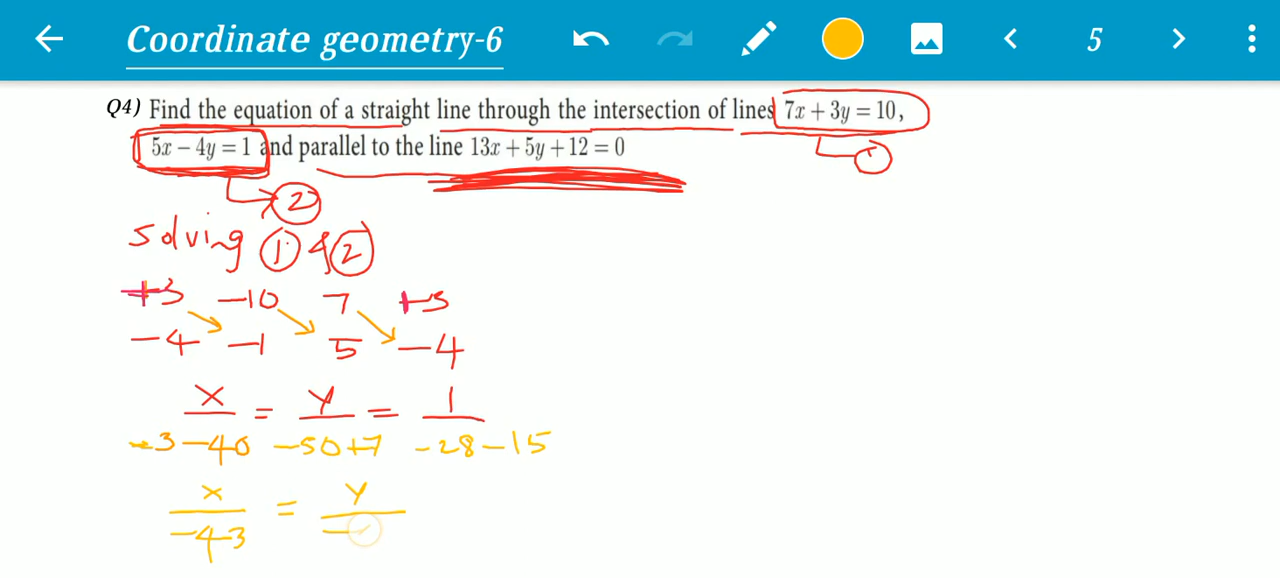 Coordinate geometry-6
5
Q4) Find the equation of a straight line through the intersection of lines 7x + 3y = 10,
5x − 4y = 1 and parallel to the line 13x + 5y + 12 = 0
1
2
Solving 1 & 2
+3 -10 7 +3
-4 -1 5 -4
x = y = 1
-3-40 -50+7 -28-15
x = y
-43 -